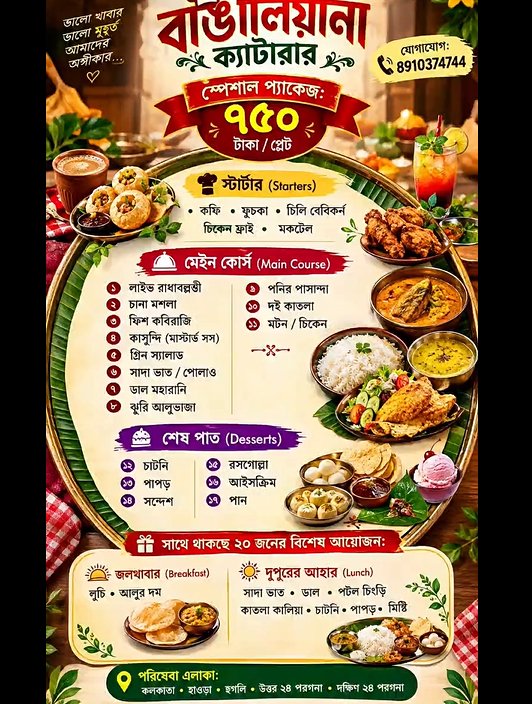 ভালো খাবার
ভালো মুহূর্ত
আমাদের
অঙ্গীকার...
বাঙালিয়ানা
ক্যাটারার
যোগাযোগ:
8910374744
স্পেশাল প্যাকেজ:
৭৫০
টাকা / প্লেট
স্টার্টার (Starters)
• কফি • ফুচকা • চিলি বেবিকর্ন
চিকেন ফ্রাই • মকটেল
মেইন কোর্স (Main Course)
১ লাইভ রাধাবল্লভী
২ চানা মশলা
৩ ফিশ কবিরাজি
৪ কাসুন্দি (মাস্টার্ড সস)
৫ গ্রিন স্যালাড
৬ সাদা ভাত / পোলাও
৭ ডাল মহারানি
৮ ঝুরি আলুভাজা
৯ পনির পাসান্দা
১০ দই কাতলা
১১ মটন / চিকেন
শেষ পাত (Desserts)
১২ চাটনি
১৩ পাপড়
১৪ সন্দেশ
১৫ রসগোল্লা
১৬ আইসক্রিম
১৭ পান
সাথে থাকছে ২০ জনের বিশেষ আয়োজন:
জলখাবার (Breakfast)
লুচি • আলুর দম
দুপুরের আহার (Lunch)
সাদা ভাত • ডাল • পটল চিংড়ি
কাতলা কালিয়া • চাটনি • পাপড় • মিষ্টি
পরিষেবা এলাকা:
কলকাতা • হাওড়া • হুগলি • উত্তর ২৪ পরগনা • দক্ষিণ ২৪ পরগনা